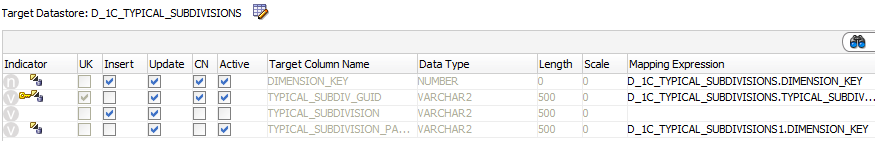 Target Datastore: D_1C_TYPICAL_SUBDIVISIONS
Indicator UK Insert Update CN Active Target Column Name Data Type Length Scale Mapping Expression
DIMENSION_KEY NUMBER 0 0 D_1C_TYPICAL_SUBDIVISIONS.DIMENSION_KEY
TYPICAL_SUBDIV_GUID VARCHAR2 500 0 D_1C_TYPICAL_SUBDIVISIONS.TYPICAL_SUBDIV...
TYPICAL_SUBDIVISION VARCHAR2 500 0
TYPICAL_SUBDIVISION_PA... VARCHAR2 500 0 D_1C_TYPICAL_SUBDIVISIONS1.DIMENSION_KEY